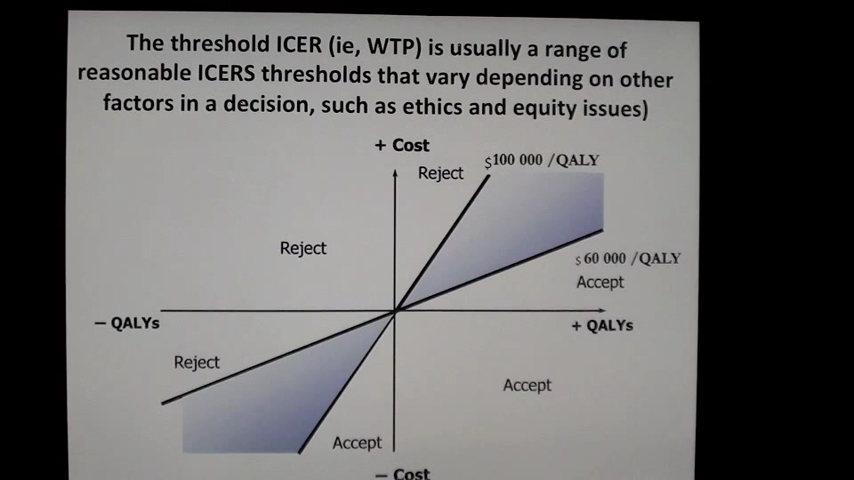 The threshold ICER (ie, WTP) is usually a range of
reasonable ICERS thresholds that vary depending on other
factors in a decision, such as ethics and equity issues)
+ Cost
$100 000 /QALY
Reject
Reject
$60 000 /QALY
Accept
− QALYs
+ QALYs
Reject
Accept
Accept
− Cost